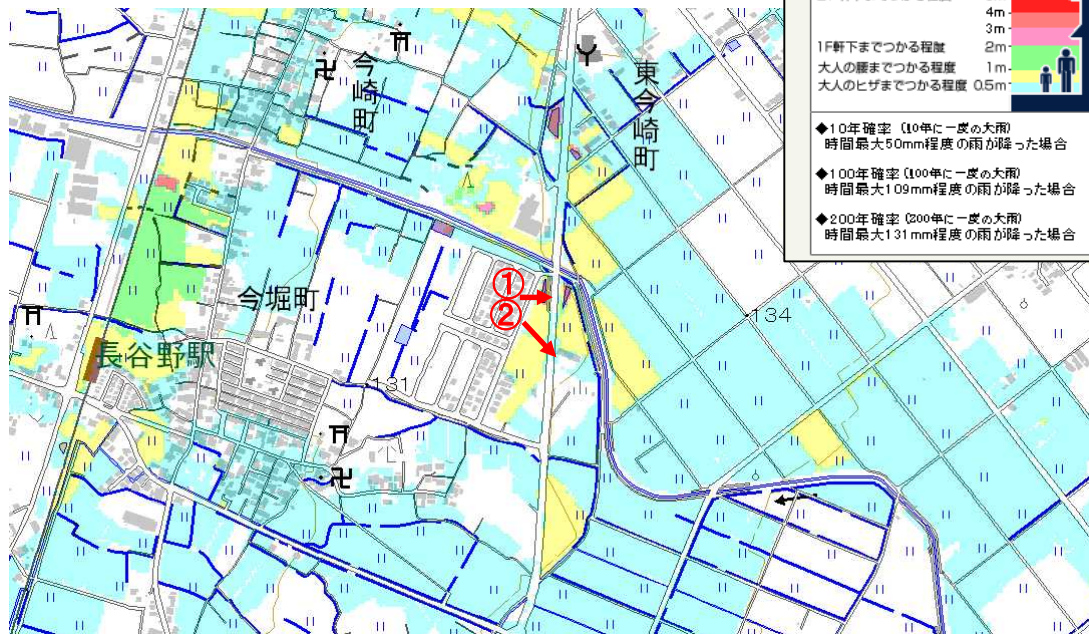 4m
3m
1F軒下までつかる程度 2m
大人の腰までつかる程度 1m
大人のヒザまでつかる程度 0.5m
◆10年確率 (10年に一度の大雨)
時間最大50mm程度の雨が降った場合
◆100年確率 (100年に一度の大雨)
時間最大109mm程度の雨が降った場合
◆200年確率 (200年に一度の大雨)
時間最大131mm程度の雨が降った場合
今崎町
東今崎町
①
②
今堀町
134
長谷野駅
131